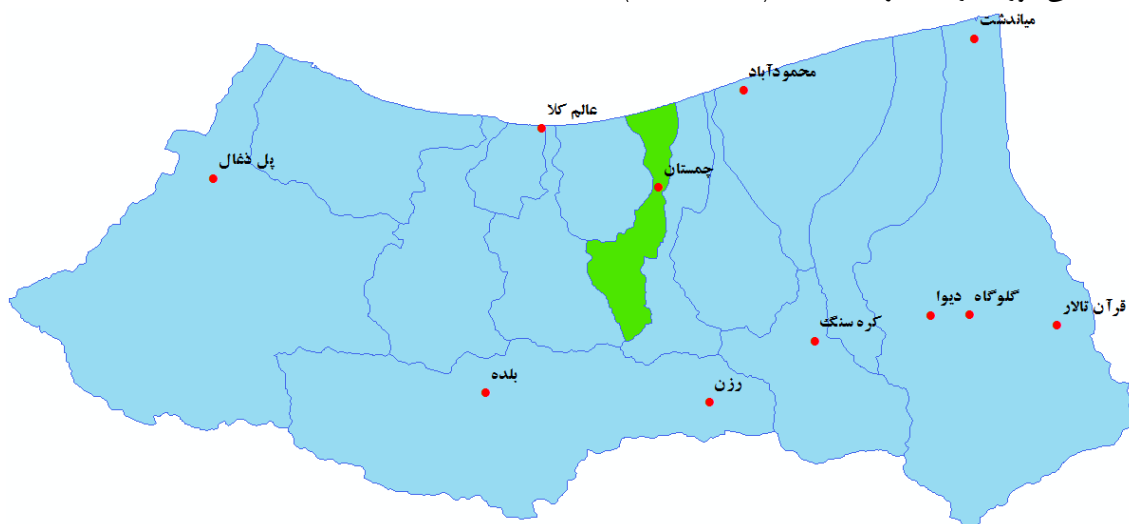 میاندشت
محمودآباد
عالم کلا
پل ذغال
چمستان
قرآن تالار
گلوگاه
دیوا
کره سنگ
بلده
رزن